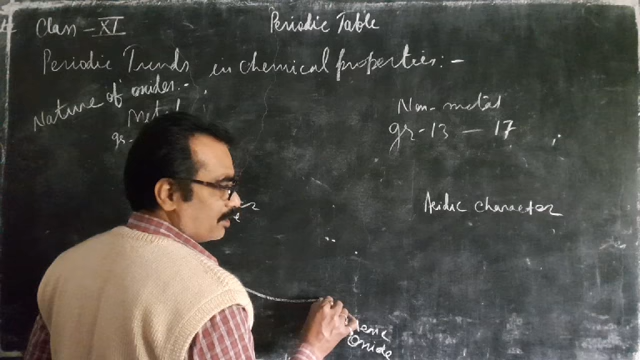 Class - XI
Periodic Table
Periodic Trends in chemical properties:-
Nature of oxides:-
Metal
Non-metal
gr-
gr-13 - 17
Acidic character
Oxide